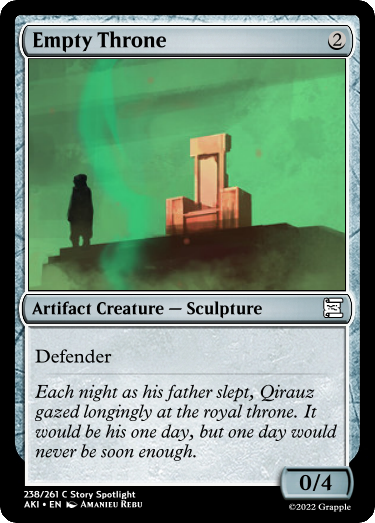 Empty Throne 2
Artifact Creature — Sculpture
Defender
Each night as his father slept, Qirauz
gazed longingly at the royal throne. It
would be his one day, but one day would
never be soon enough.
0/4
238/261 C Story Spotlight
AKI • EN Amanieu Rebu
©2022 Grapple